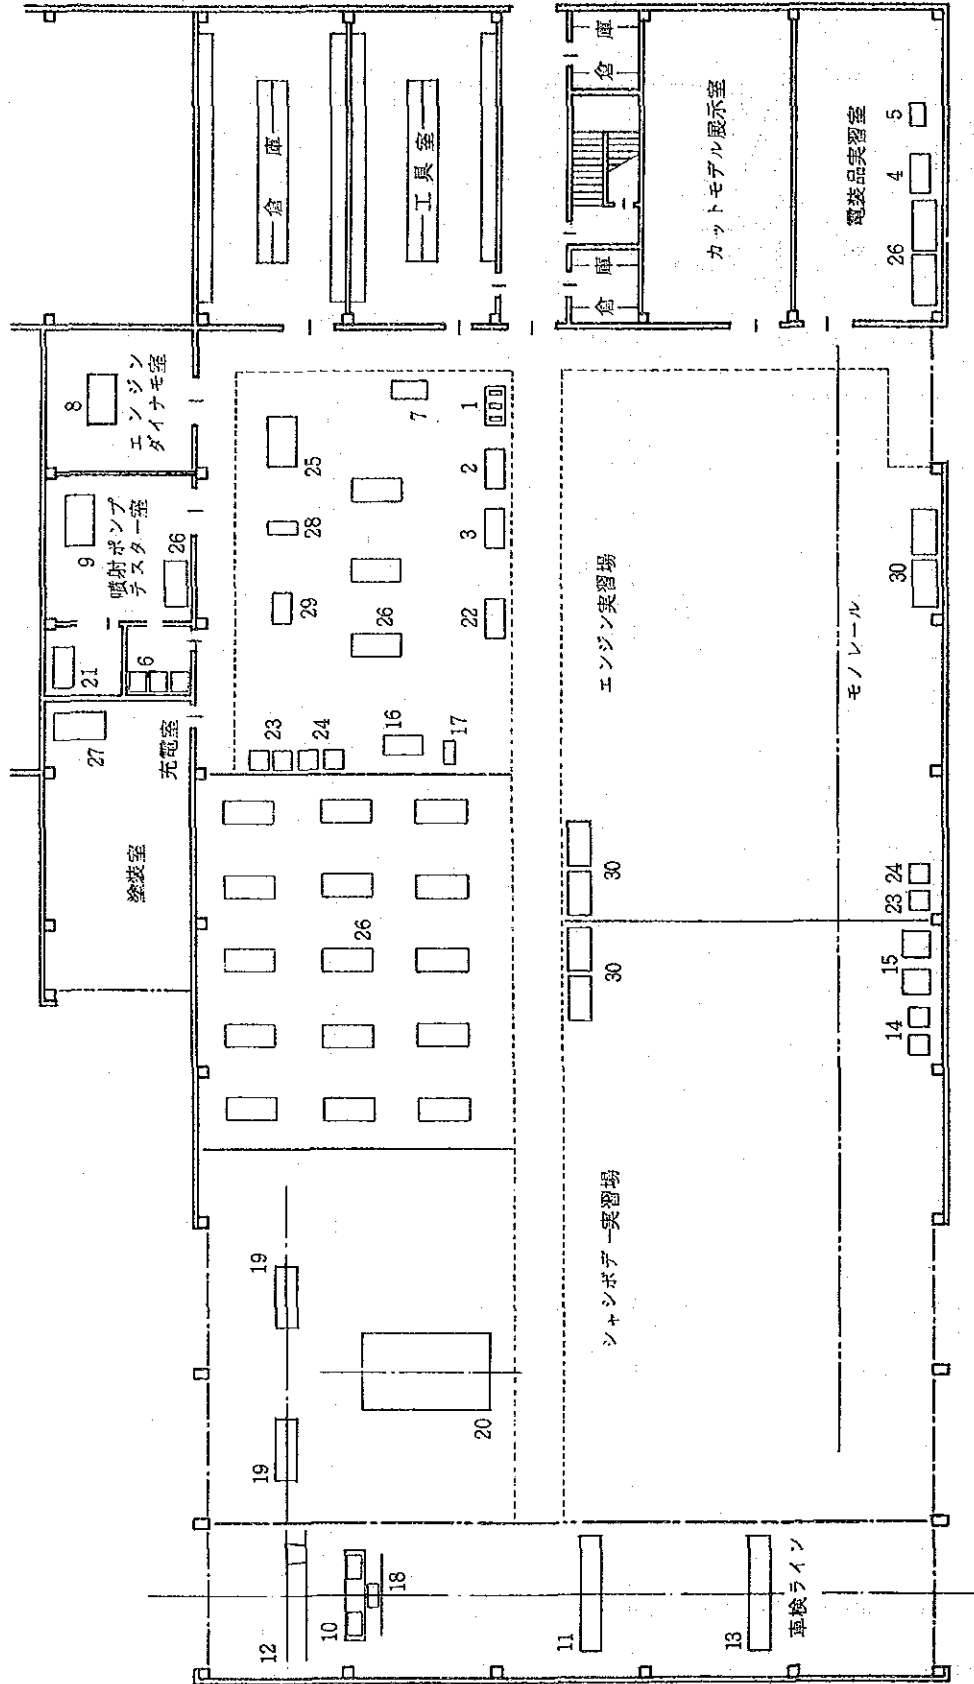 倉庫
工具室
倉庫
倉庫
カットモデル展示室
電装品実習室
5
4
26
エンジン
ダイナモ室
8
噴射ポンプ
テスター室
9
26
21
6
27
充電室
塗装室
7
1
25
2
28
3
29
26
22
23
24
16
17
エンジン実習場
モノレール
30
26
30
30
24
23
15
14
シャシボデー実習場
19
19
20
12
10
18
11
13
車検ライン